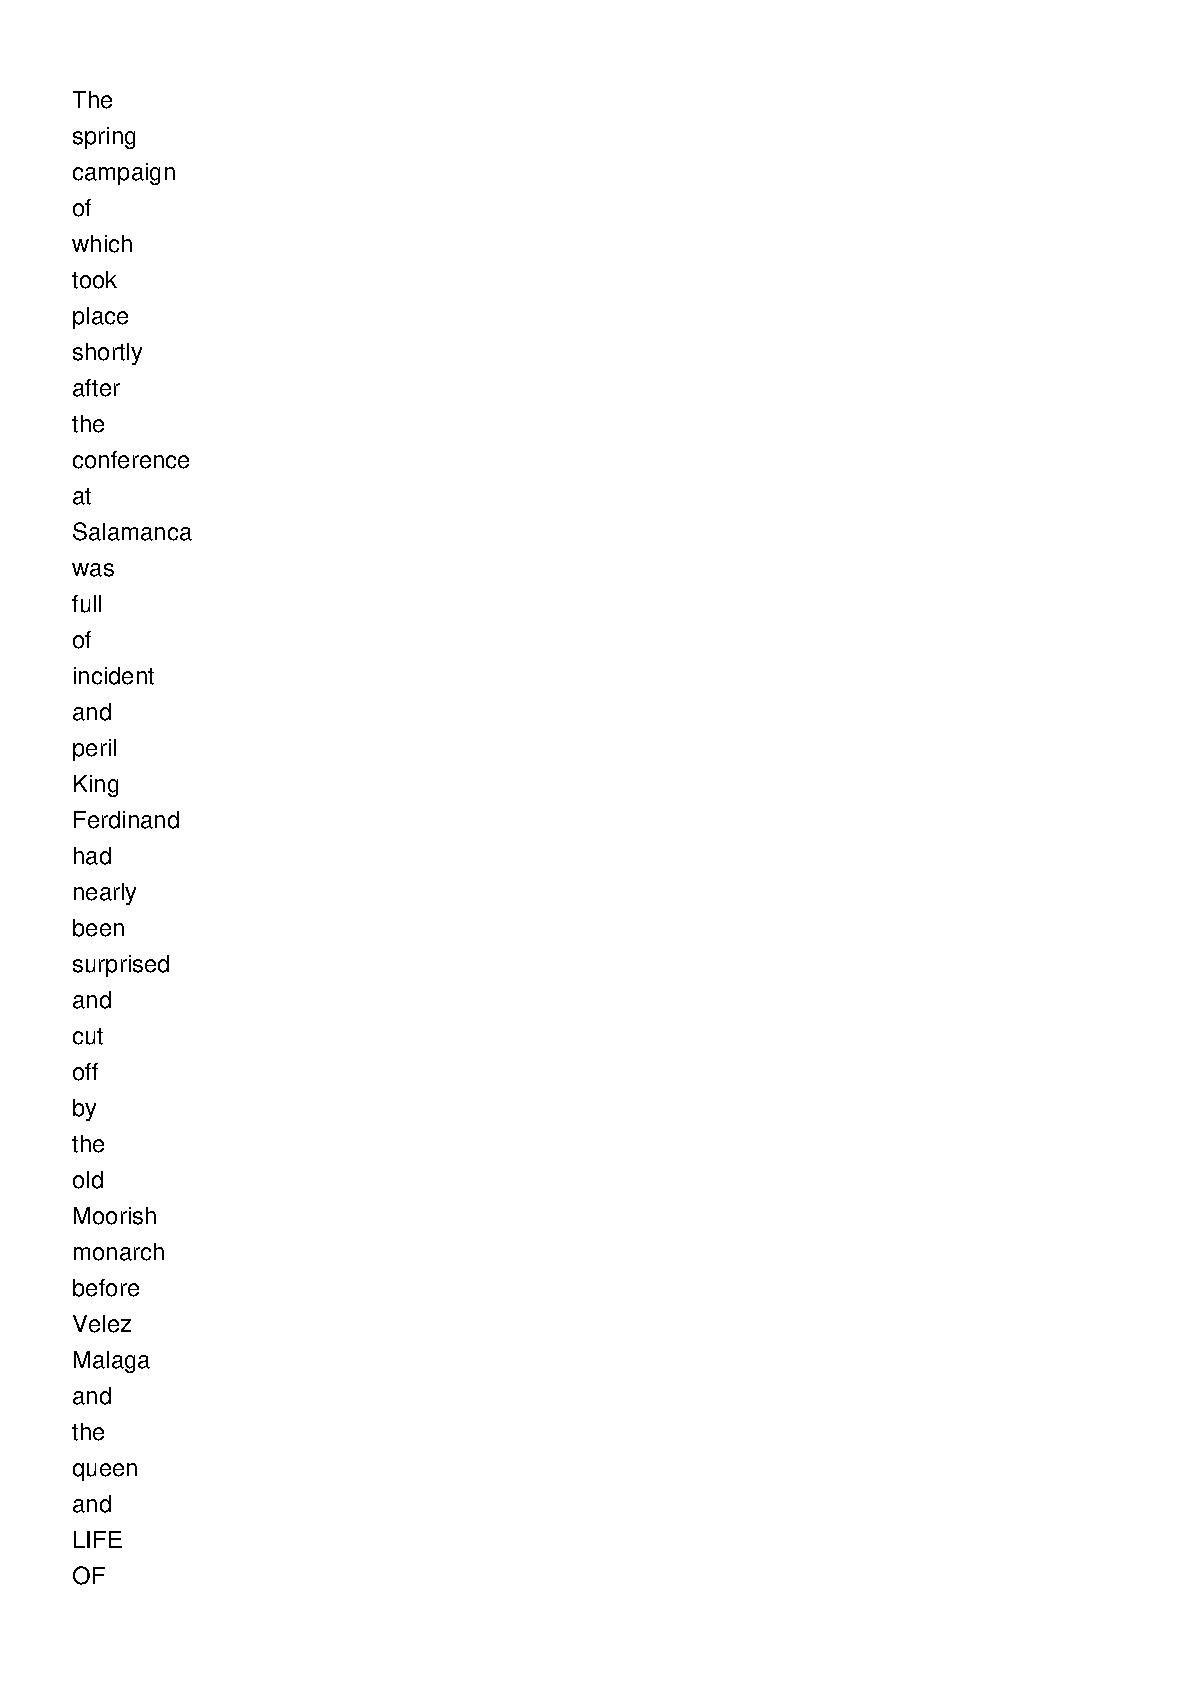 The
spring
campaign
of
which
took
place
shortly
after
the
conference
at
Salamanca
was
full
of
incident
and
peril
King
Ferdinand
had
nearly
been
surprised
and
cut
off
by
the
old
Moorish
monarch
before
Velez
Malaga
and
the
queen
and
LIFE
OF